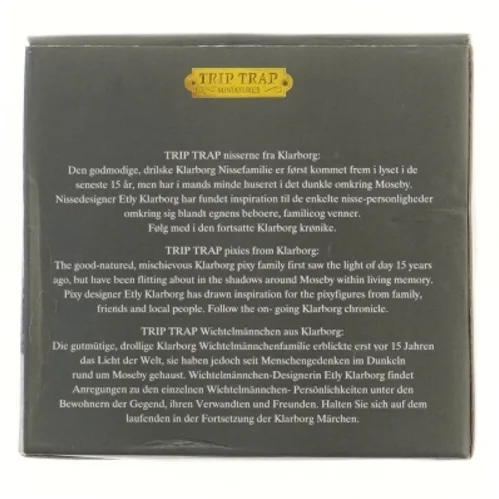 TRIP TRAP
MINIATURES
TRIP TRAP nisserne fra Klarborg:
Den godmodige, drilske Klarborg Nissefamilie er først kommet frem i lyset i de
seneste 15 år, men har i mands minde huseret i det dunkle omkring Moseby.
Nissedesigner Etly Klarborg har fundet inspiration til de enkelte nisse-personligheder
omkring sig blandt egnens beboere, familieog venner.
Følg med i den fortsatte Klarborg krønike.
TRIP TRAP pixies from Klarborg:
The good-natured, mischievous Klarborg pixy family first saw the light of day 15 years
ago, but have been flitting about in the shadows around Moseby within living memory.
Pixy designer Etly Klarborg has drawn inspiration for the pixyfigures from family,
friends and local people. Follow the on- going Klarborg chronicle.
TRIP TRAP Wichtelmännchen aus Klarborg:
Die gutmütige, drollige Klarborg Wichtelmännchenfamilie erblickte erst vor 15 Jahren
das Licht der Welt, sie haben jedoch seit Menschengedenken im Dunkeln
rund um Moseby gehaust. Wichtelmännchen-Designerin Etly Klarborg findet
Anregungen zu den einzelnen Wichtelmännchen- Persönlichkeiten unter den
Bewohnern der Gegend, ihren Verwandten und Freunden. Halten Sie sich auf dem
laufenden in der Fortsetzung der Klarborg Märchen.